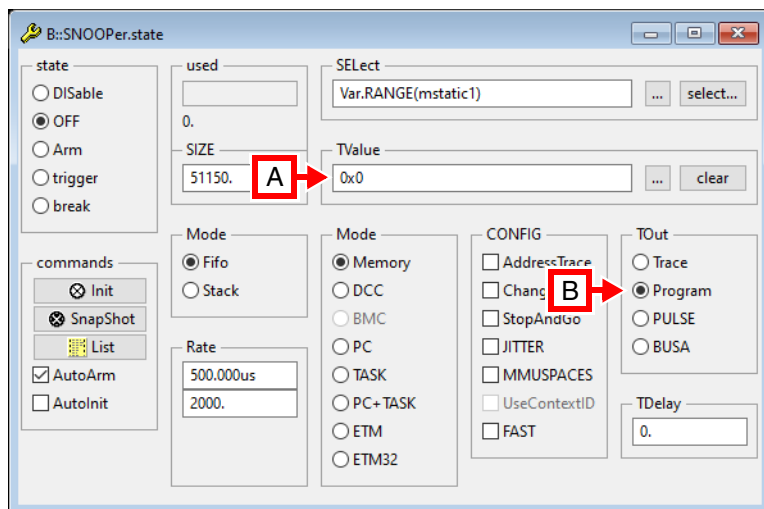 B::SNOOPer.state
state
DISable
OFF
Arm
trigger
break
used
0.
SIZE
51150.
SELect
Var.RANGE(mstatic1)
...
select...
TValue
A
0x0
...
clear
commands
Init
SnapShot
List
AutoArm
AutoInit
Mode
Fifo
Stack
Rate
500.000us
2000.
Mode
Memory
DCC
BMC
PC
TASK
PC+TASK
ETM
ETM32
CONFIG
AddressTrace
Chang
StopAndGo
JITTER
MMUSPACES
UseContextID
FAST
B
TOut
Trace
Program
PULSE
BUSA
TDelay
0.